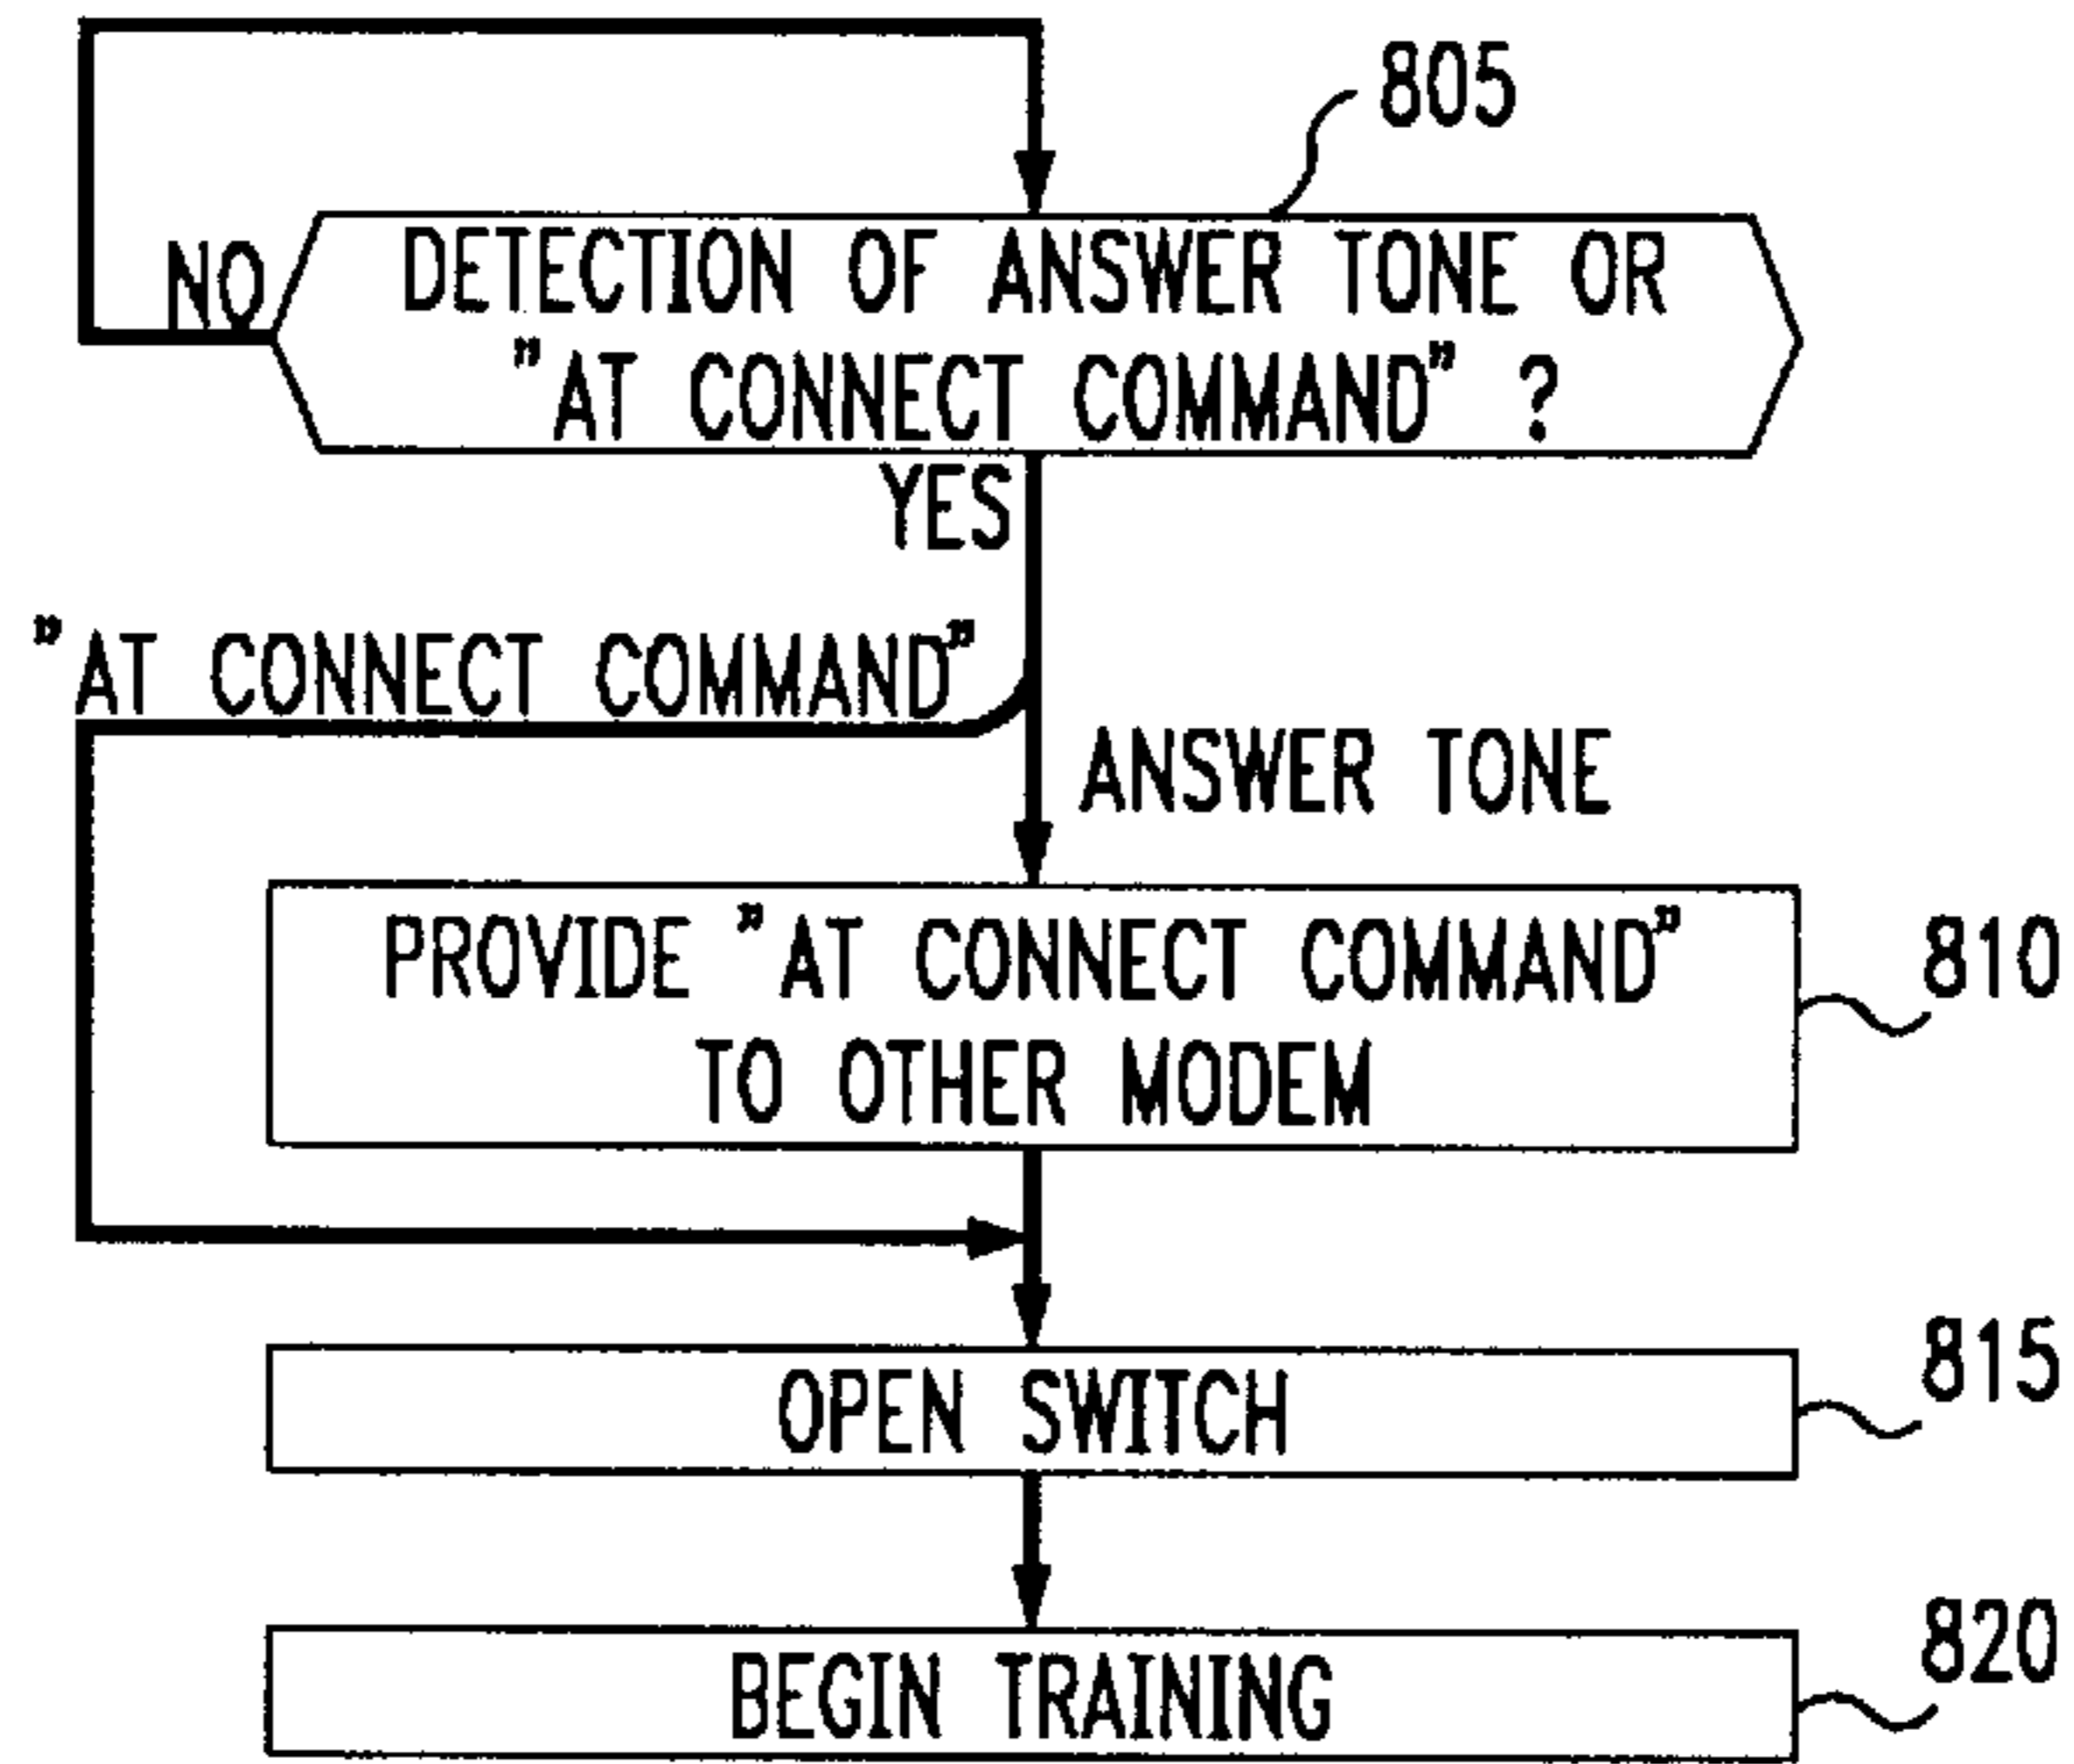 805
DETECTION OF ANSWER TONE OR
"AT CONNECT COMMAND" ?
NO
YES
"AT CONNECT COMMAND"
ANSWER TONE
PROVIDE "AT CONNECT COMMAND"
TO OTHER MODEM
810
OPEN SWITCH
815
BEGIN TRAINING
820